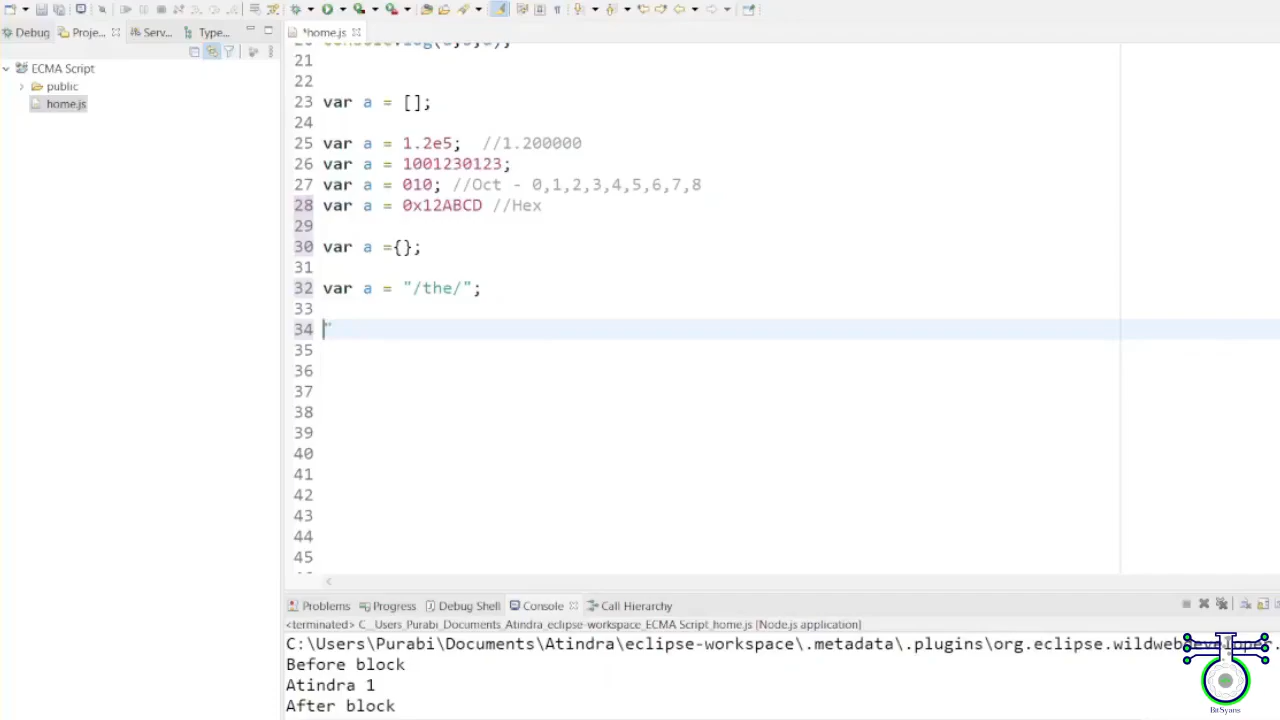 *home.js
Debug
Proje...
Serv...
Type...
ECMA Script
public
home.js
21
22
23 var a = [];
24
25 var a = 1.2e5;  //1.200000
26 var a = 1001230123;
27 var a = 010; //Oct - 0,1,2,3,4,5,6,7,8
28 var a = 0x12ABCD //Hex
29
30 var a ={};
31
32 var a = "/the/";
33
34 "
35
36
37
38
39
40
41
42
43
44
45
Problems
Progress
Debug Shell
Console
Call Hierarchy
<terminated> C__Users_Purabi_Documents_Atindra_eclipse-workspace_ECMA Script_home.js [Node.js application]
C:\Users\Purabi\Documents\Atindra\eclipse-workspace\.metadata\.plugins\org.eclipse.wildwebdeveloper.
Before block
Atindra 1
After block
BitSyans